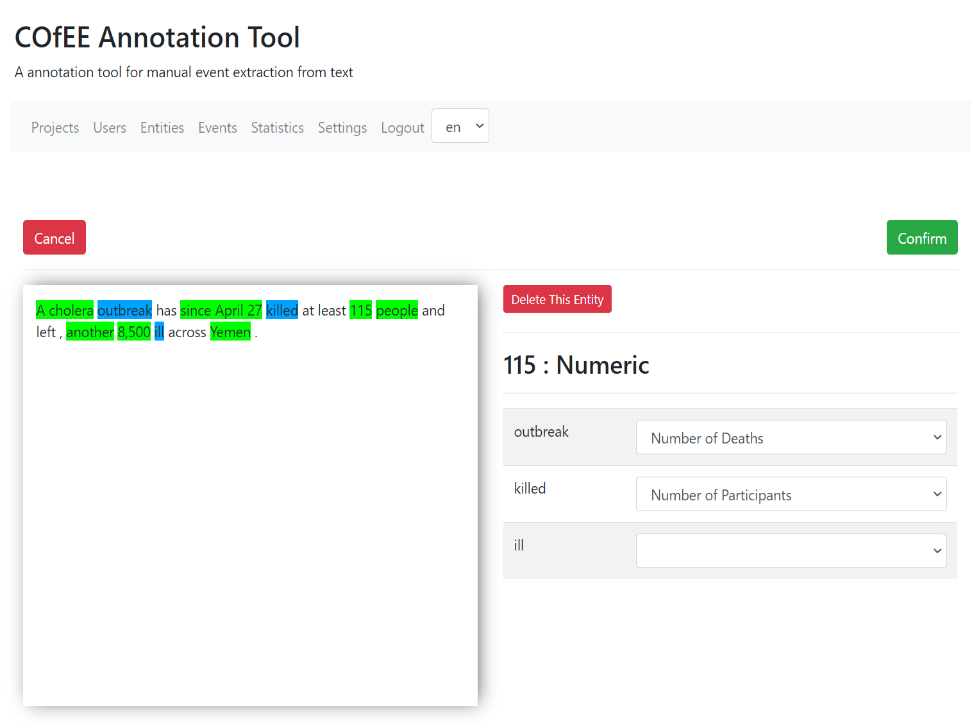 COfEE Annotation Tool
A annotation tool for manual event extraction from text
Projects Users Entities Events Statistics Settings Logout en
Cancel Confirm
A cholera outbreak has since April 27 killed at least 115 people and
left , another 8,500 ill across Yemen .
Delete This Entity
115 : Numeric
outbreak Number of Deaths
killed Number of Participants
ill